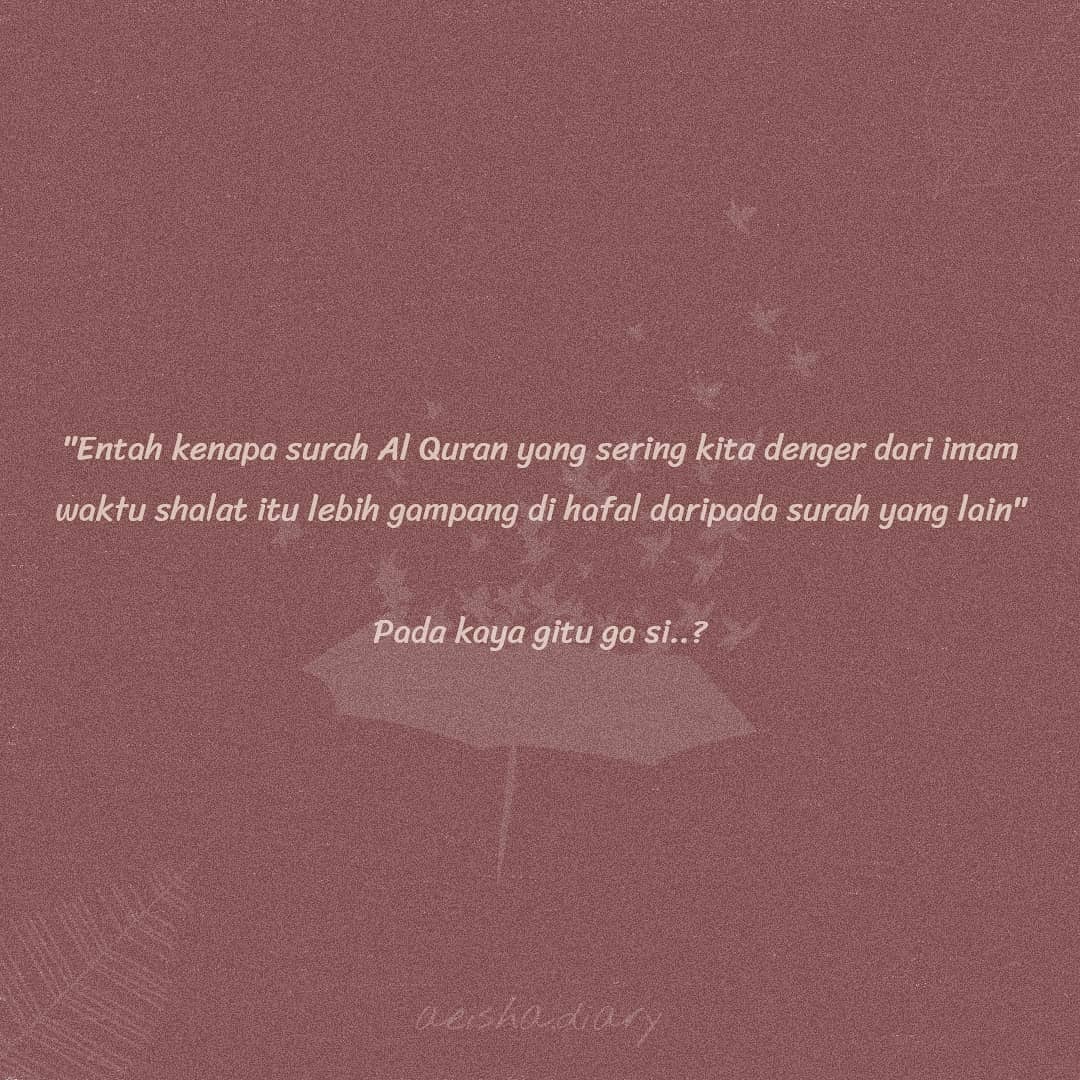 "Entah kenapa surah Al Quran yang sering kita denger dari imam
waktu shalat itu lebih gampang di hafal daripada surah yang lain"
Pada kaya gitu ga si..?
aeisha.diary